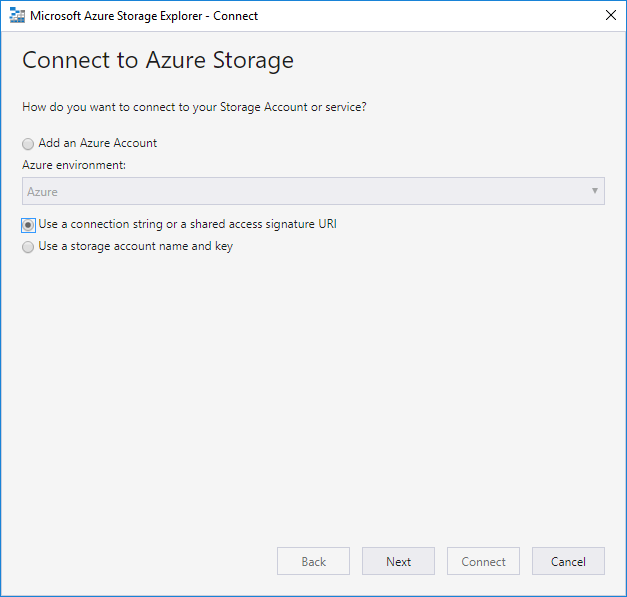 Microsoft Azure Storage Explorer - Connect
Connect to Azure Storage
How do you want to connect to your Storage Account or service?
Add an Azure Account
Azure environment:
Azure
Use a connection string or a shared access signature URI
Use a storage account name and key
Back Next Connect Cancel